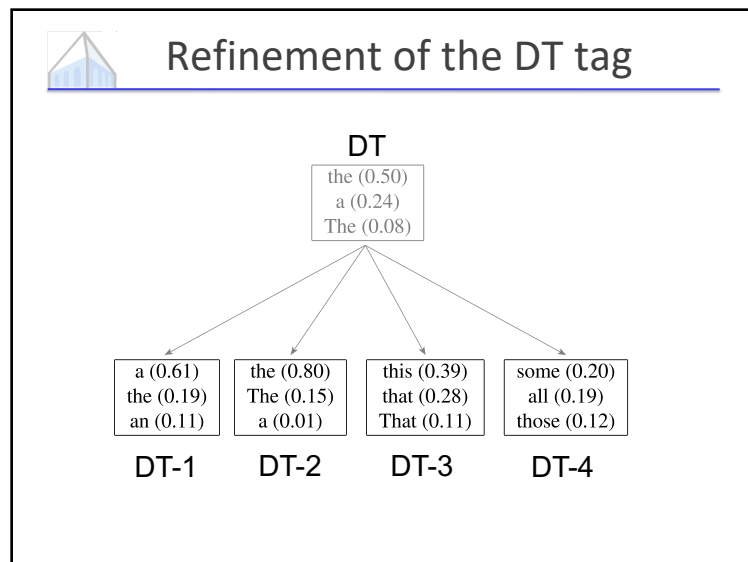 Refinement of the DT tag
DT
the (0.50)
a (0.24)
The (0.08)
a (0.61)
the (0.19)
an (0.11)
the (0.80)
The (0.15)
a (0.01)
this (0.39)
that (0.28)
That (0.11)
some (0.20)
all (0.19)
those (0.12)
DT-1
DT-2
DT-3
DT-4